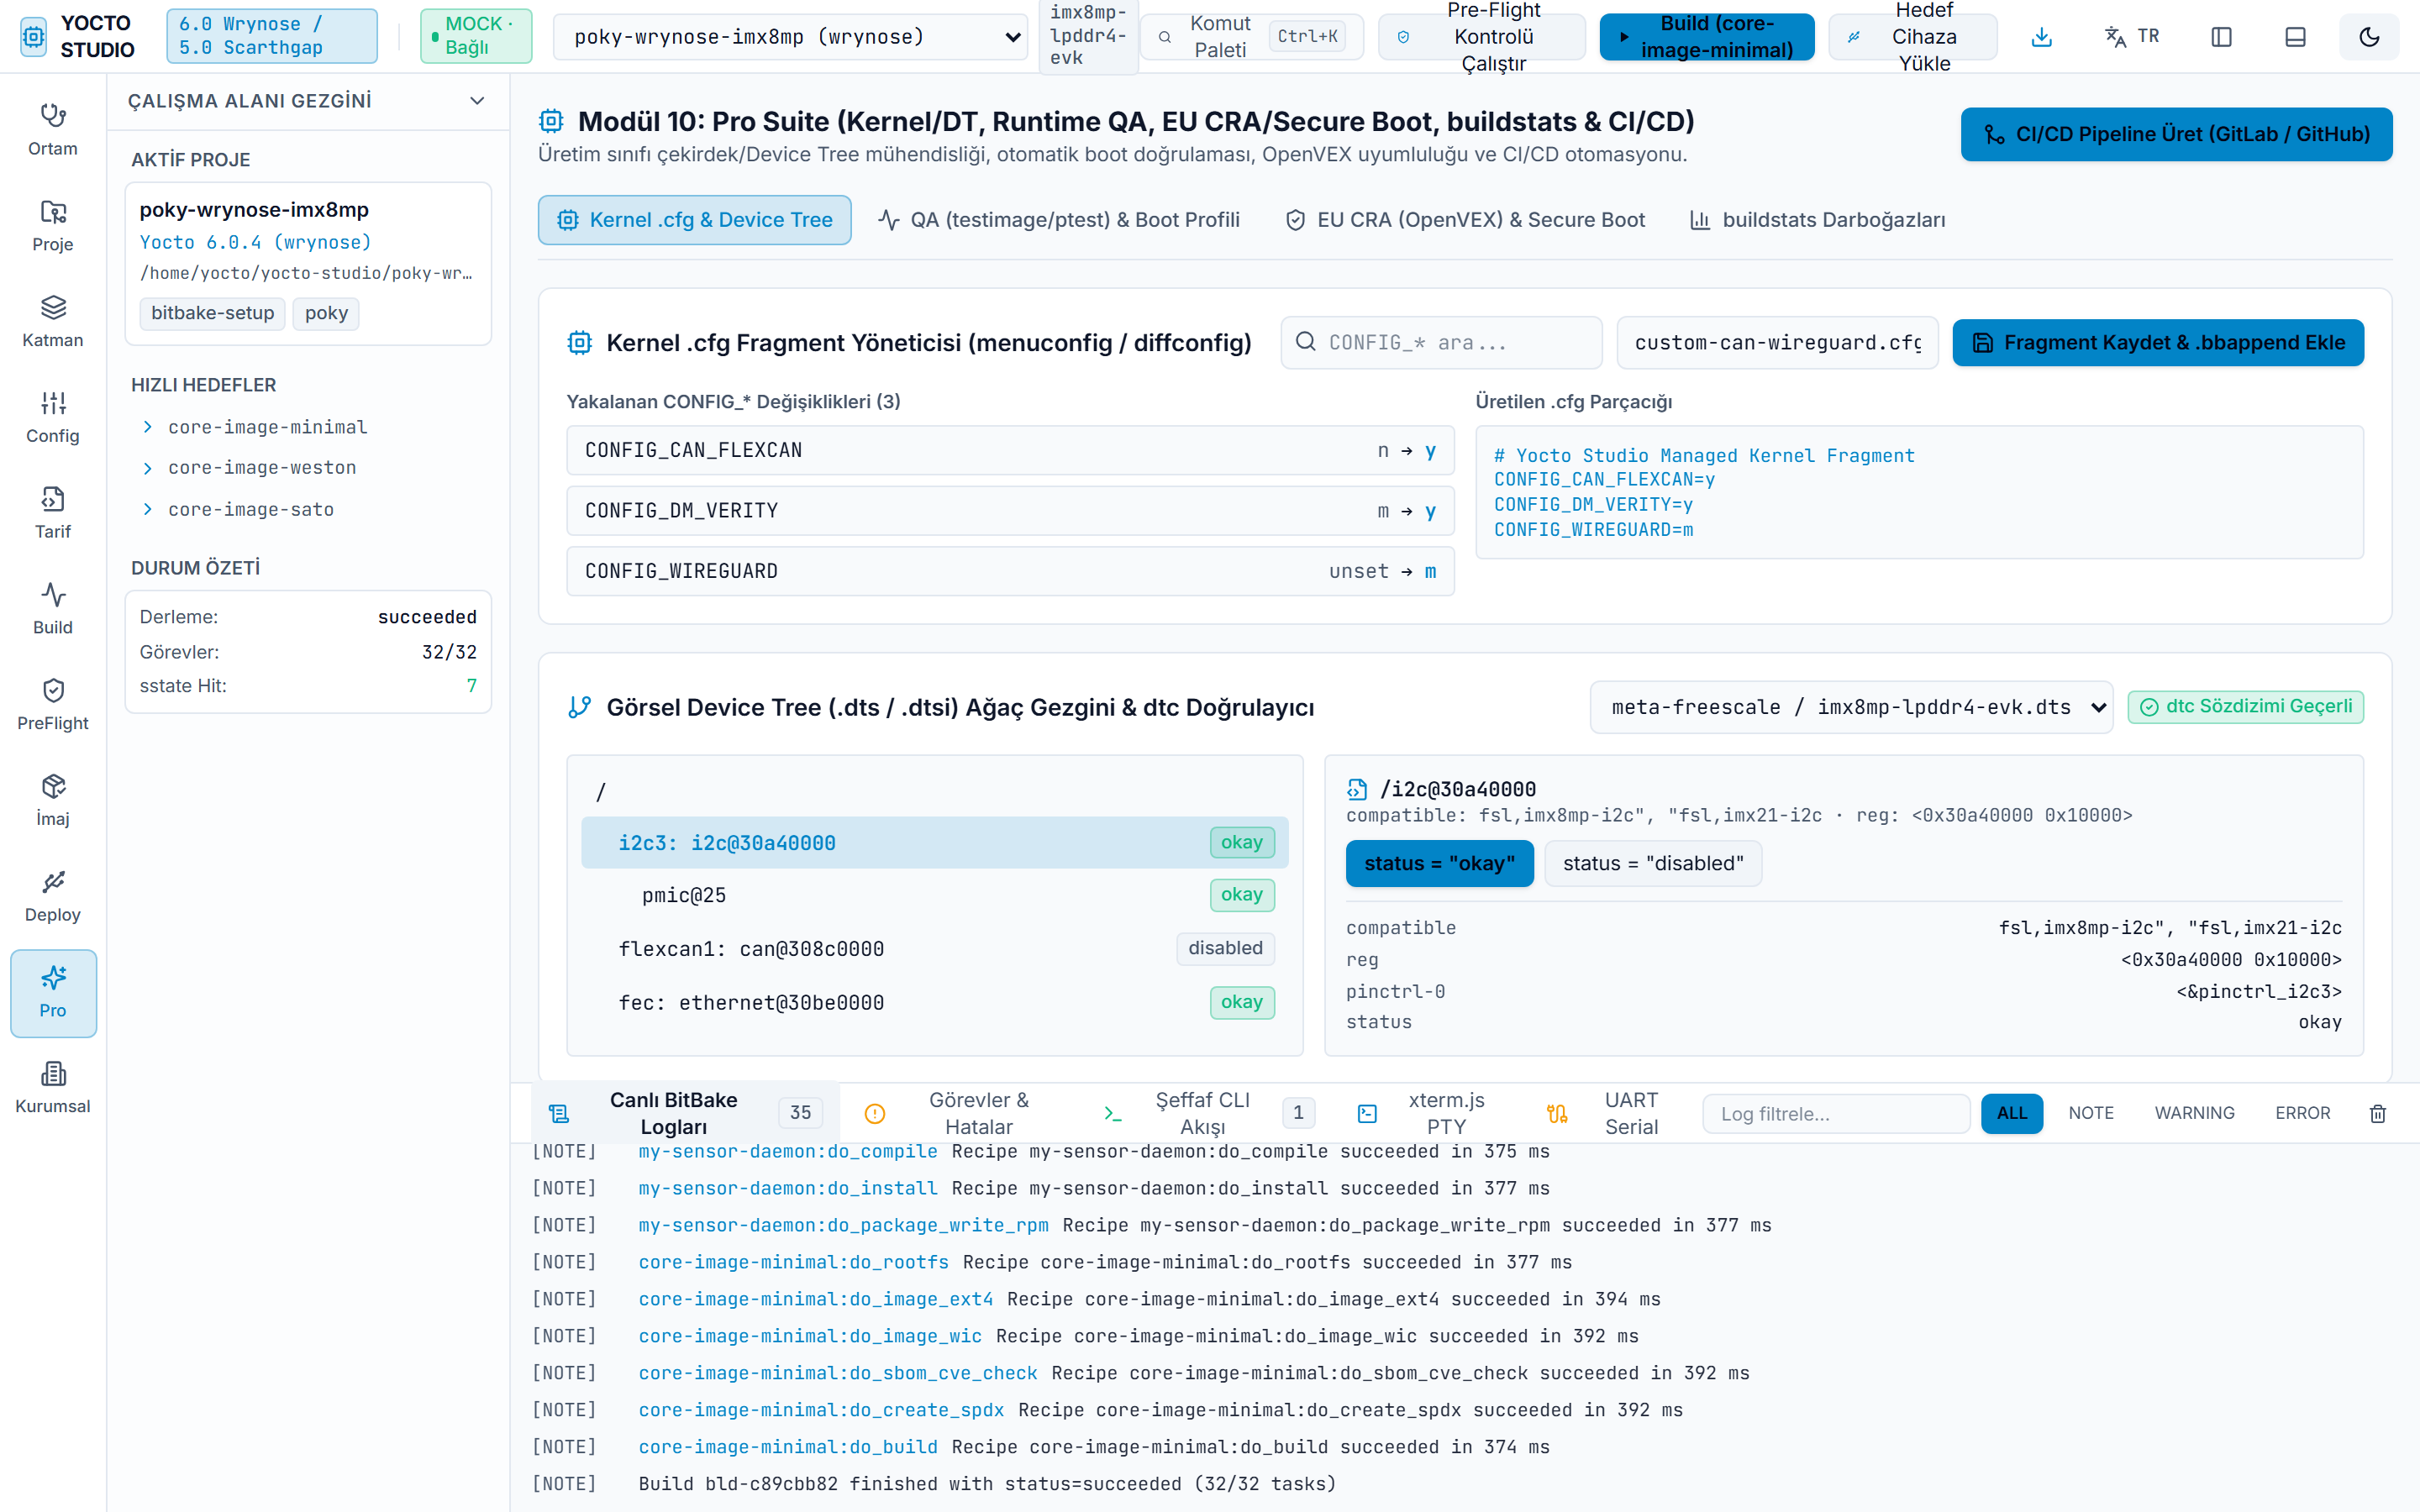 YOCTO
STUDIO
6.0 Wrynose /
5.0 Scarthgap
MOCK ·
Bağlı
poky-wrynose-imx8mp (wrynose)
imx8mp-
lpddr4-
evk
Komut
Paleti
Ctrl+K
Pre-Flight
Kontrolü
Çalıştır
Build (core-
image-minimal)
Hedef
Cihaza
Yükle
TR
Ortam
Proje
Katman
Config
Tarif
Build
PreFlight
İmaj
Deploy
Pro
Kurumsal
ÇALIŞMA ALANI GEZGİNİ
AKTİF PROJE
poky-wrynose-imx8mp
Yocto 6.0.4 (wrynose)
/home/yocto/yocto-studio/poky-wr…
bitbake-setup
poky
HIZLI HEDEFLER
core-image-minimal
core-image-weston
core-image-sato
DURUM ÖZETİ
Derleme: succeeded
Görevler: 32/32
sstate Hit: 7
Modül 10: Pro Suite (Kernel/DT, Runtime QA, EU CRA/Secure Boot, buildstats & CI/CD)
Üretim sınıfı çekirdek/Device Tree mühendisliği, otomatik boot doğrulaması, OpenVEX uyumluluğu ve CI/CD otomasyonu.
CI/CD Pipeline Üret (GitLab / GitHub)
Kernel .cfg & Device Tree
QA (testimage/ptest) & Boot Profili
EU CRA (OpenVEX) & Secure Boot
buildstats Darboğazları
Kernel .cfg Fragment Yöneticisi (menuconfig / diffconfig)
CONFIG_* ara...
custom-can-wireguard.cfg
Fragment Kaydet & .bbappend Ekle
Yakalanan CONFIG_* Değişiklikleri (3)
CONFIG_CAN_FLEXCAN n → y
CONFIG_DM_VERITY m → y
CONFIG_WIREGUARD unset → m
Üretilen .cfg Parçacığı
# Yocto Studio Managed Kernel Fragment
CONFIG_CAN_FLEXCAN=y
CONFIG_DM_VERITY=y
CONFIG_WIREGUARD=m
Görsel Device Tree (.dts / .dtsi) Ağaç Gezgini & dtc Doğrulayıcı
meta-freescale / imx8mp-lpddr4-evk.dts
dtc Sözdizimi Geçerli
/
i2c3: i2c@30a40000 okay
pmic@25 okay
flexcan1: can@308c0000 disabled
fec: ethernet@30be0000 okay
/i2c@30a40000
compatible: fsl,imx8mp-i2c", "fsl,imx21-i2c · reg: <0x30a40000 0x10000>
status = "okay"
status = "disabled"
compatible fsl,imx8mp-i2c", "fsl,imx21-i2c
reg <0x30a40000 0x10000>
pinctrl-0 <&pinctrl_i2c3>
status okay
Canlı BitBake
Logları
35
Görevler &
Hatalar
Şeffaf CLI
Akışı
1
xterm.js
PTY
UART
Serial
Log filtrele...
ALL
NOTE
WARNING
ERROR
[NOTE] my-sensor-daemon:do_compile Recipe my-sensor-daemon:do_compile succeeded in 375 ms
[NOTE] my-sensor-daemon:do_install Recipe my-sensor-daemon:do_install succeeded in 377 ms
[NOTE] my-sensor-daemon:do_package_write_rpm Recipe my-sensor-daemon:do_package_write_rpm succeeded in 377 ms
[NOTE] core-image-minimal:do_rootfs Recipe core-image-minimal:do_rootfs succeeded in 377 ms
[NOTE] core-image-minimal:do_image_ext4 Recipe core-image-minimal:do_image_ext4 succeeded in 394 ms
[NOTE] core-image-minimal:do_image_wic Recipe core-image-minimal:do_image_wic succeeded in 392 ms
[NOTE] core-image-minimal:do_sbom_cve_check Recipe core-image-minimal:do_sbom_cve_check succeeded in 392 ms
[NOTE] core-image-minimal:do_create_spdx Recipe core-image-minimal:do_create_spdx succeeded in 392 ms
[NOTE] core-image-minimal:do_build Recipe core-image-minimal:do_build succeeded in 374 ms
[NOTE] Build bld-c89cbb82 finished with status=succeeded (32/32 tasks)